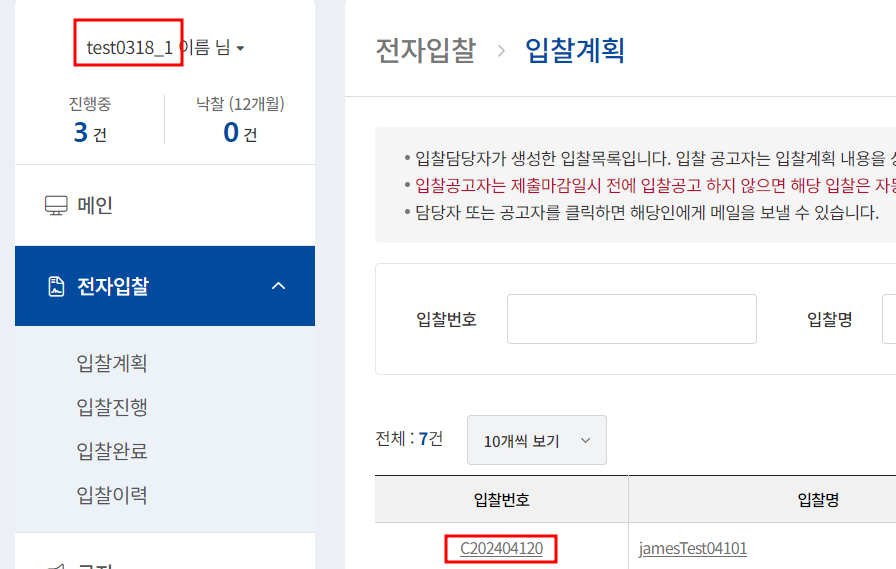 test0318_1 이름 님
진행중
3 건
낙찰 (12개월)
0 건
메인
전자입찰
입찰계획
입찰진행
입찰완료
입찰이력
전자입찰 > 입찰계획
• 입찰담당자가 생성한 입찰목록입니다. 입찰 공고자는 입찰계획 내용을
• 입찰공고자는 제출마감일시 전에 입찰공고 하지 않으면 해당 입찰은
• 담당자 또는 공고자를 클릭하면 해당인에게 메일을 보낼 수 있습니다.
입찰번호
입찰명
전체 : 7건
10개씩 보기
입찰번호 입찰명
C202404120 jamesTest04101